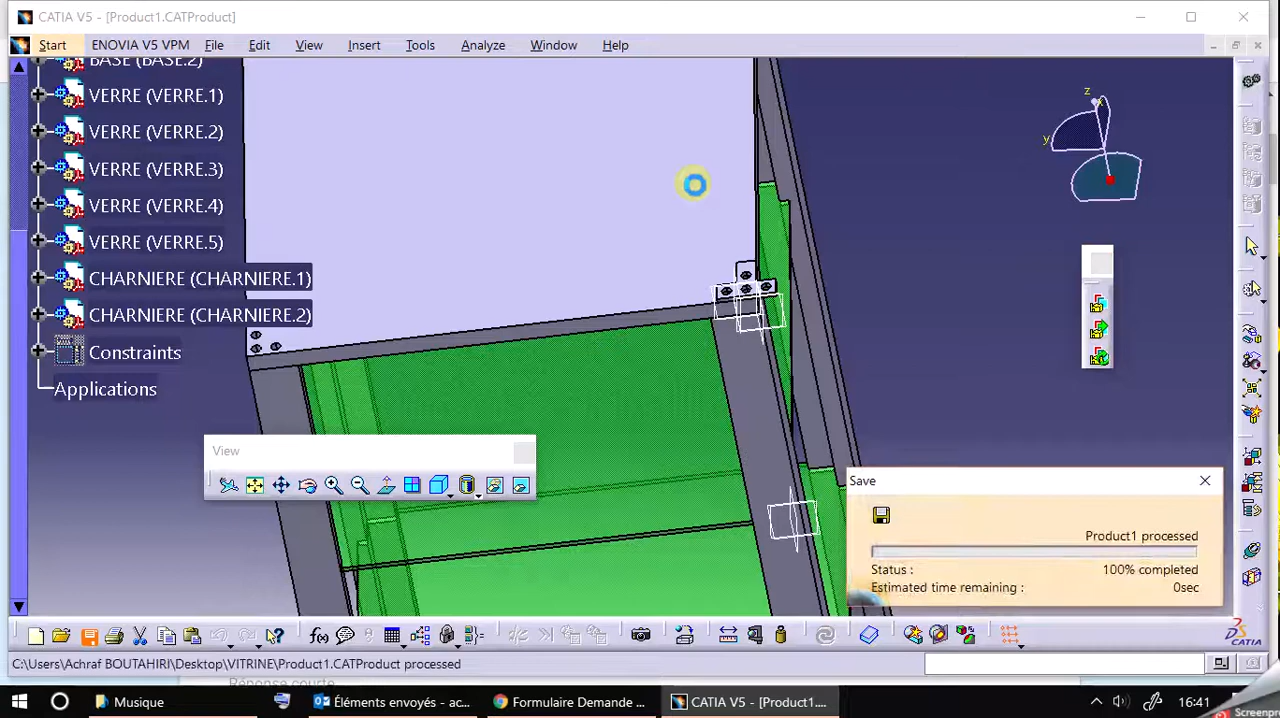 CATIA V5 - [Product1.CATProduct]
Start ENOVIA V5 VPM File Edit View Insert Tools Analyze Window Help
BASE (BASE.2)
VERRE (VERRE.1)
VERRE (VERRE.2)
VERRE (VERRE.3)
VERRE (VERRE.4)
VERRE (VERRE.5)
CHARNIERE (CHARNIERE.1)
CHARNIERE (CHARNIERE.2)
Constraints
Applications
z
y
View
Save
Product1 processed
Status : 100% completed
Estimated time remaining : 0sec
CATIA
C:\Users\Achraf BOUTAHIRI\Desktop\VITRINE\Product1.CATProduct processed
Réponse courte
Musique
Éléments envoyés - ac...
Formulaire Demande ...
CATIA V5 - [Product1....
16:41